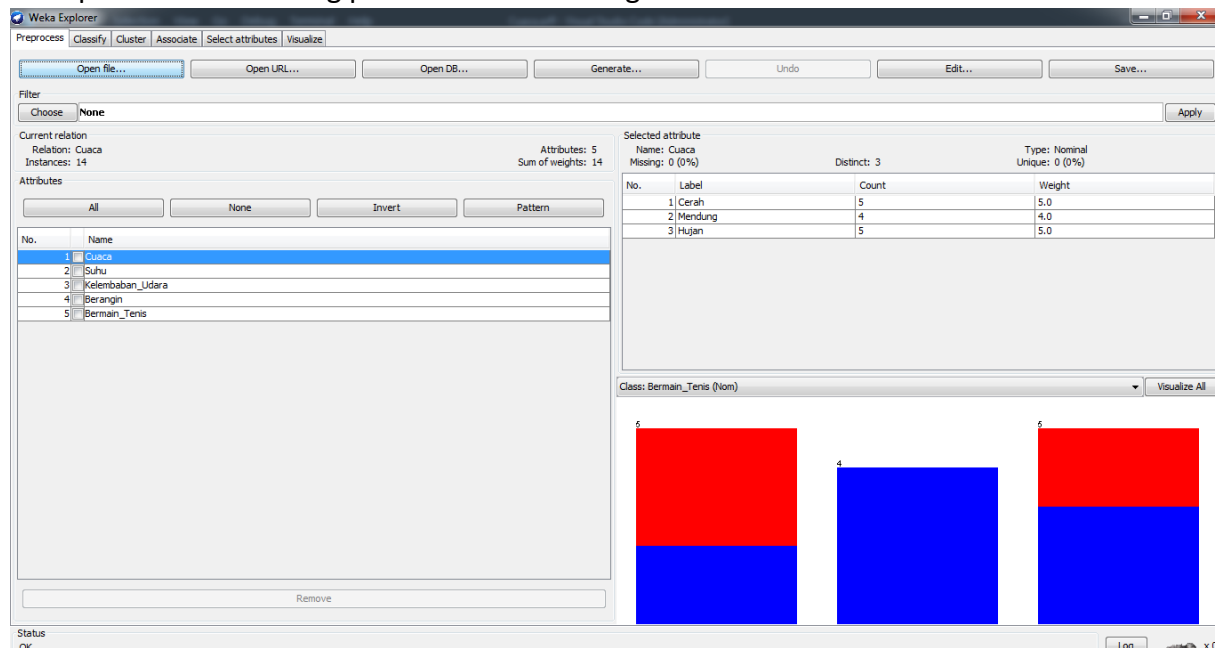 Weka Explorer
Preprocess Classify Cluster Associate Select attributes Visualize
Open file... Open URL... Open DB... Generate... Undo Edit... Save...
Filter
Choose None Apply
Current relation
Relation: Cuaca Attributes: 5
Instances: 14 Sum of weights: 14
Selected attribute
Name: Cuaca Type: Nominal
Missing: 0 (0%) Distinct: 3 Unique: 0 (0%)
Attributes
All None Invert Pattern
No. Name
1 Cuaca
2 Suhu
3 Kelembaban_Udara
4 Berangin
5 Bermain_Tenis
Remove
No. Label Count Weight
1 Cerah 5 5.0
2 Mendung 4 4.0
3 Hujan 5 5.0
Class: Bermain_Tenis (Nom) Visualize All
5 4 5
Status
OK Log x 0